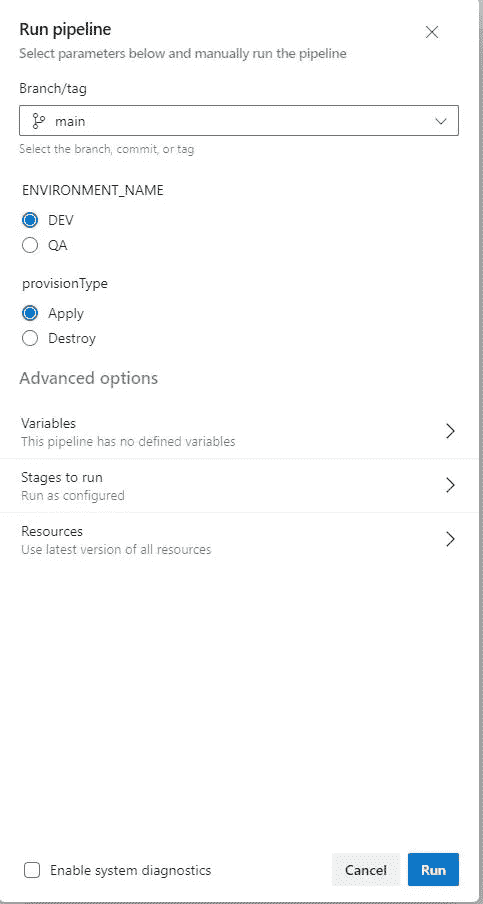 Run pipeline
Select parameters below and manually run the pipeline
Branch/tag
main
Select the branch, commit, or tag
ENVIRONMENT_NAME
DEV
QA
provisionType
Apply
Destroy
Advanced options
Variables
This pipeline has no defined variables
Stages to run
Run as configured
Resources
Use latest version of all resources
Enable system diagnostics
Cancel
Run